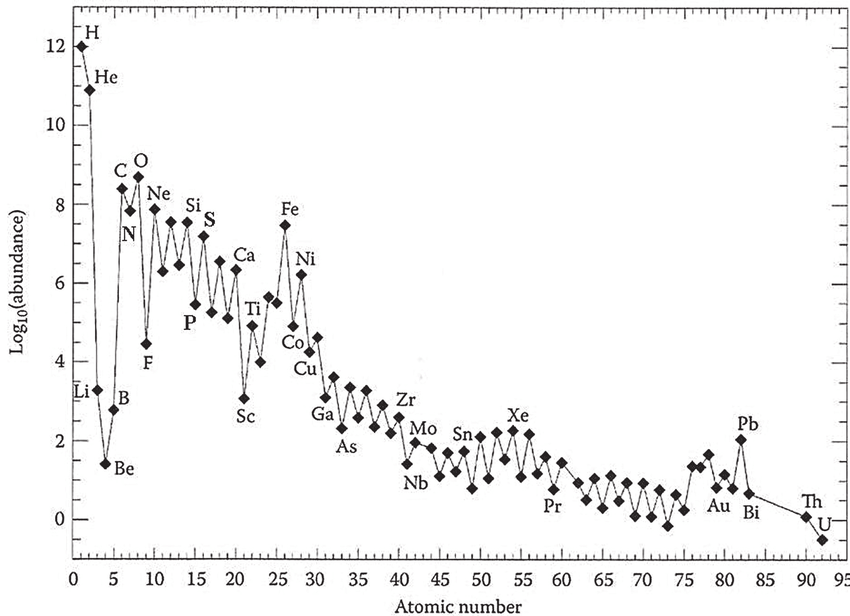 H
12
He
10
Log₁₀(abundance)
C
O
Ne
Si
S
8
N
Fe
Ca
Ni
6
P
Ti
Co
Cu
4
F
Li
B
Sc
Ga
As
Zr
Mo
Sn
Xe
2
Be
Nb
Pr
Au
Pb
Bi
Th
U
0
0 5 10 15 20 25 30 35 40 45 50 55 60 65 70 75 80 85 90 95
Atomic number